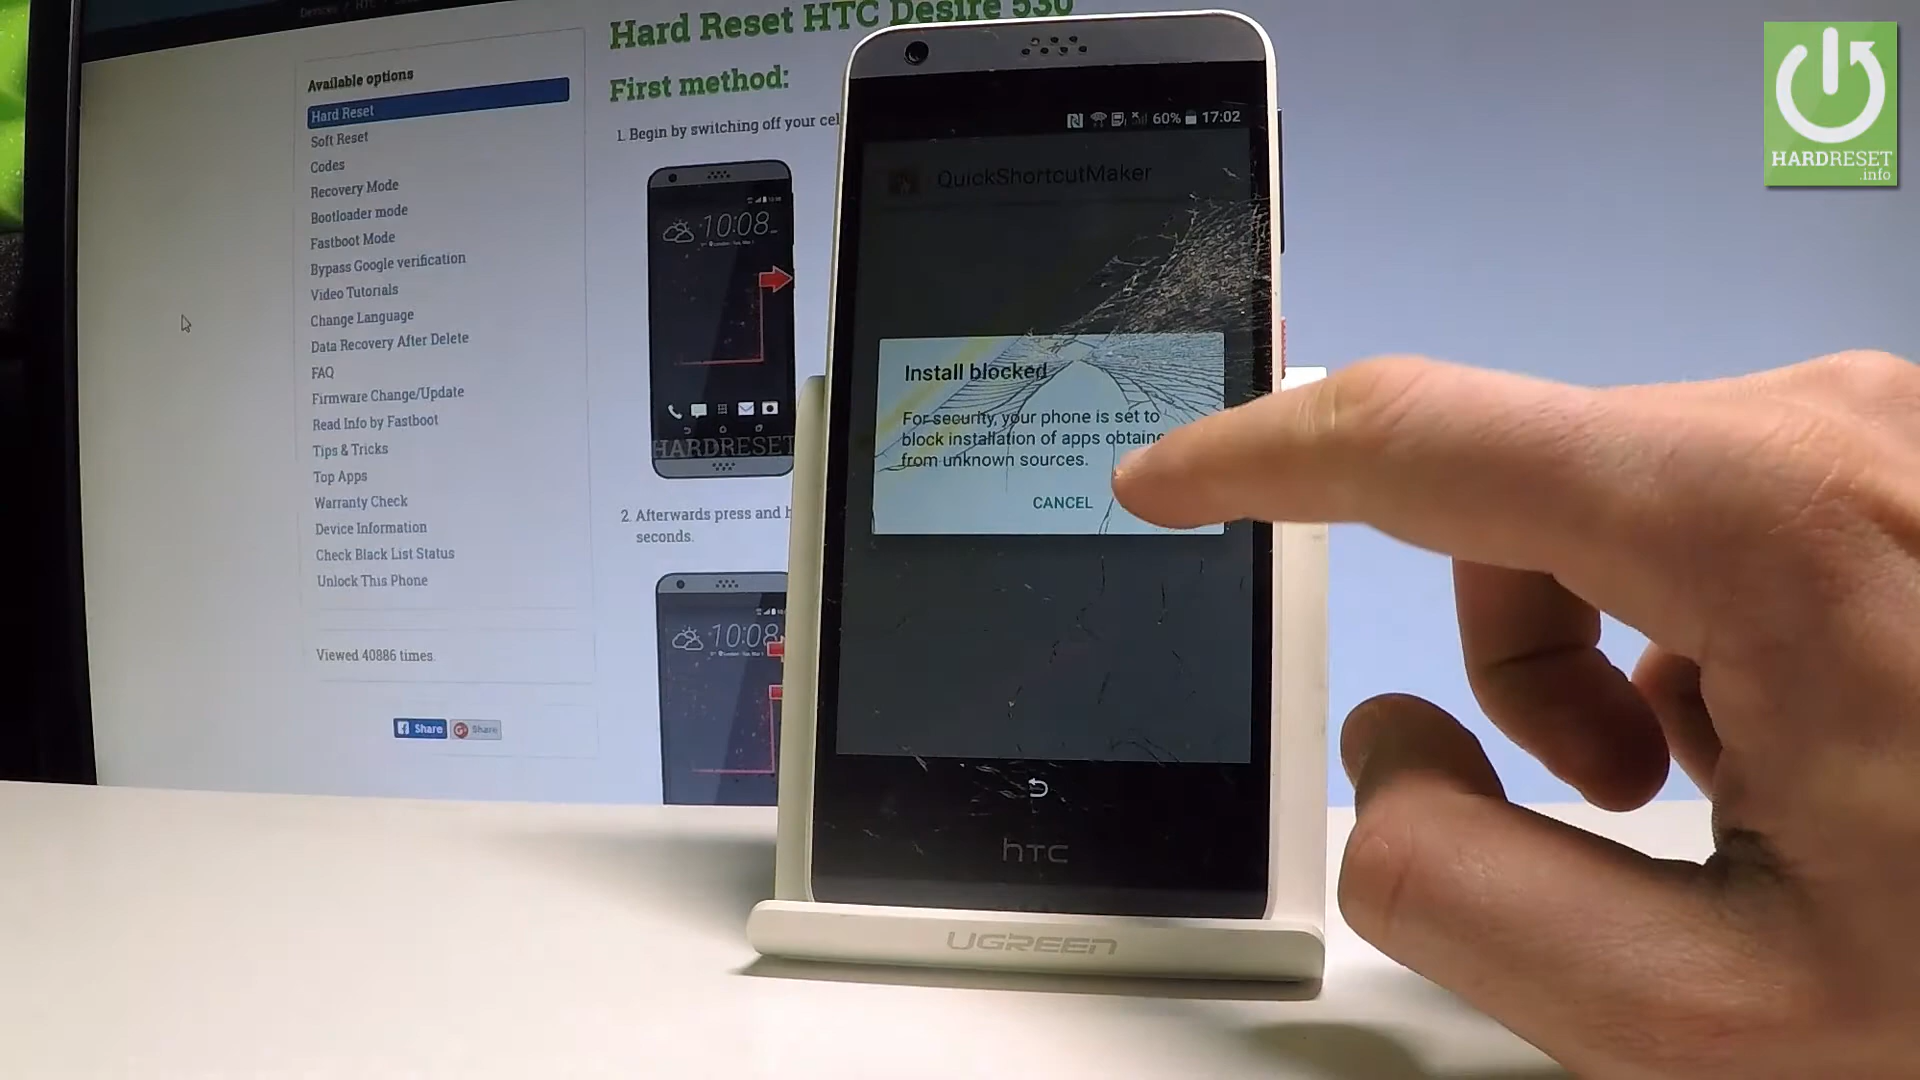 Hard Reset HTC Desire 530
First method:
1. Begin by switching off your cel
Available options
Hard Reset
Soft Reset
Codes
Recovery Mode
Bootloader mode
Fastboot Mode
Bypass Google verification
Video Tutorials
Change Language
Data Recovery After Delete
FAQ
Firmware Change/Update
Read Info by Fastboot
Tips & Tricks
Top Apps
Warranty Check
Device Information
Check Black List Status
Unlock This Phone
Viewed 40886 times.
Share
Share
10:08
HARDRESET
2. Afterwards press and h
seconds.
10:08
60% 17:02
QuickShortcutMaker
Install blocked
For security, your phone is set to
block installation of apps obtaine
from unknown sources.
CANCEL
hTC
UGREEN
HARDRESET
.info